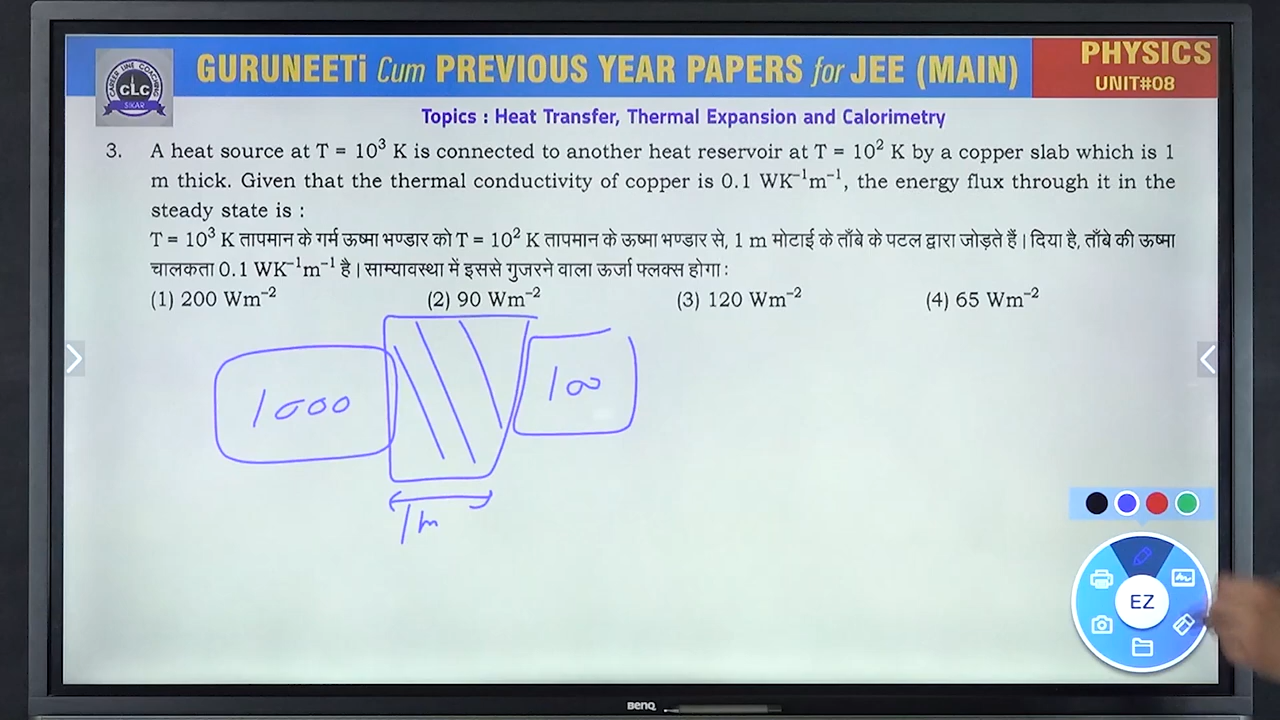 GURUNEETi Cum PREVIOUS YEAR PAPERS for JEE (MAIN)
PHYSICS
UNIT#08
CAREER LINE COACHING
CLC
SIKAR
Topics : Heat Transfer, Thermal Expansion and Calorimetry
3. A heat source at T = 10³ K is connected to another heat reservoir at T = 10² K by a copper slab which is 1
m thick. Given that the thermal conductivity of copper is 0.1 WK⁻¹m⁻¹, the energy flux through it in the
steady state is :
T = 10³ K तापमान के गर्म ऊष्मा भण्डार को T = 10² K तापमान के ऊष्मा भण्डार से, 1 m मोटाई के ताँबे के पटल द्वारा जोड़ते हैं। दिया है, ताँबे की ऊष्मा
चालकता 0.1 WK⁻¹m⁻¹ है। साम्यावस्था में इससे गुजरने वाला ऊर्जा फ्लक्स होगा :
(1) 200 Wm⁻² (2) 90 Wm⁻² (3) 120 Wm⁻² (4) 65 Wm⁻²
1000
100
1m
EZ
BENQ